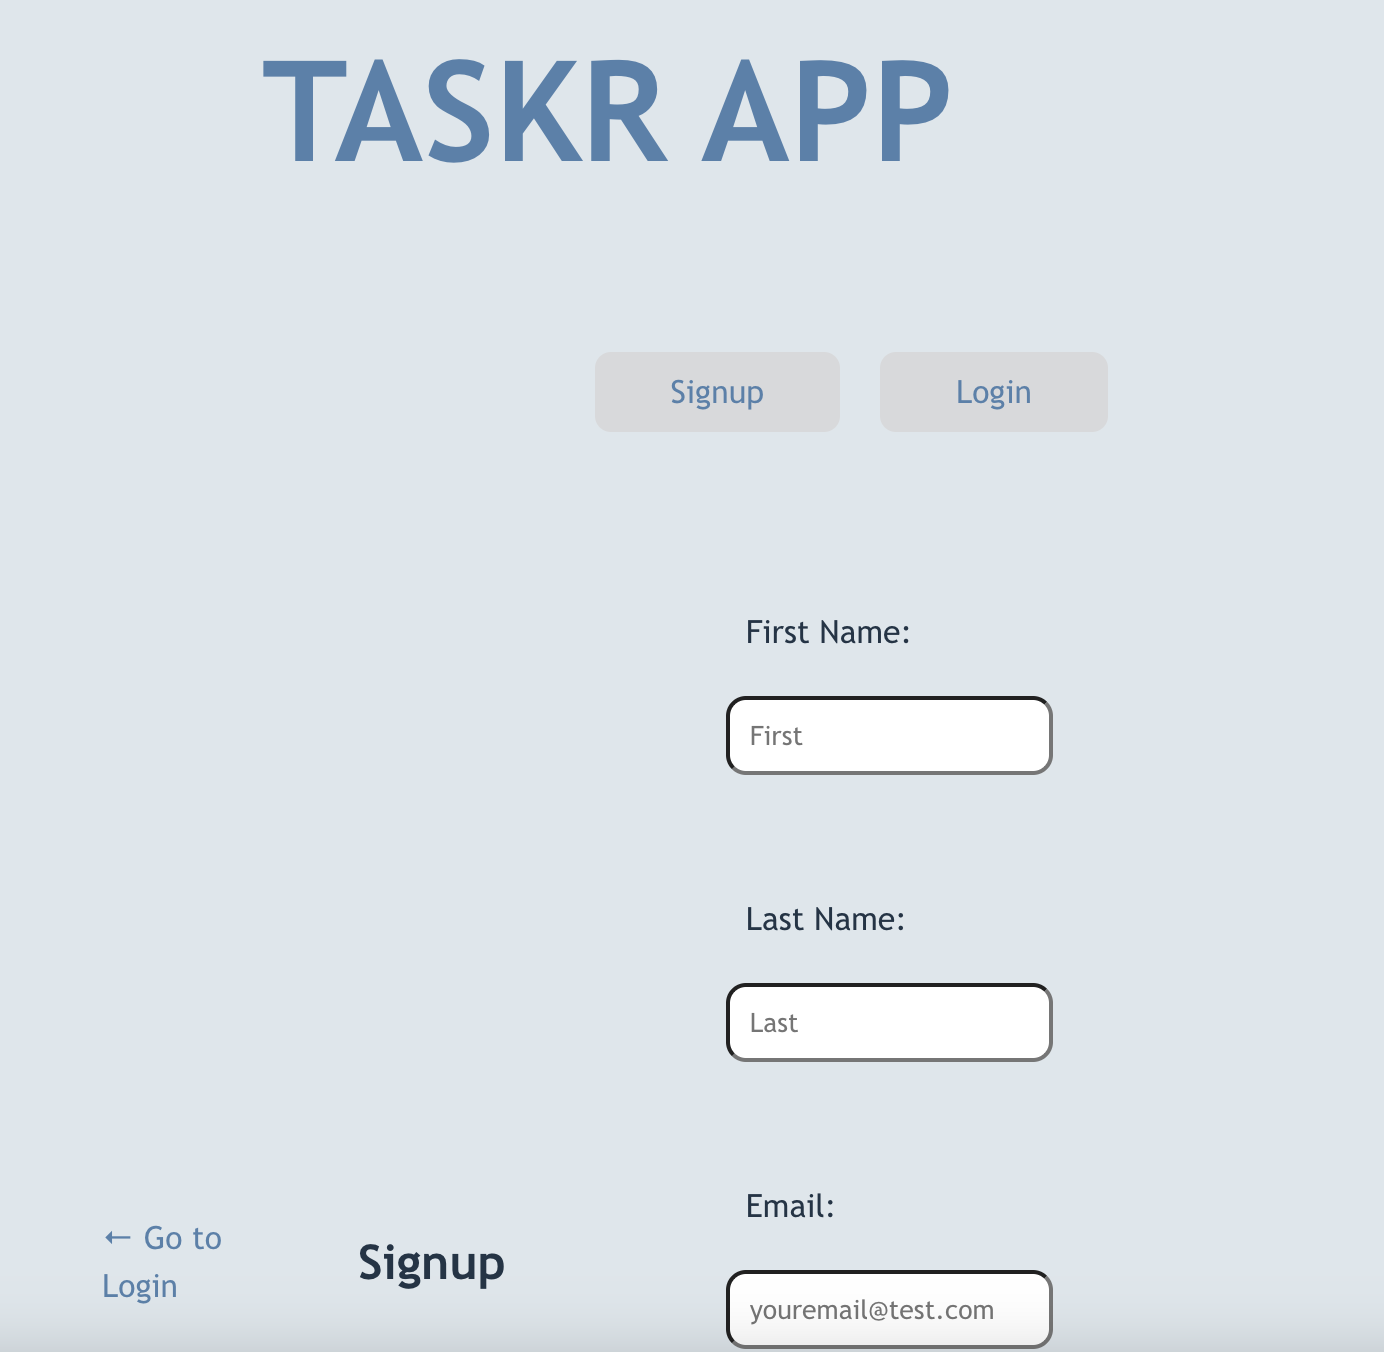 TASKR APP
Signup
Login
First Name:
First
Last Name:
Last
Email:
youremail@test.com
← Go to
Login
Signup